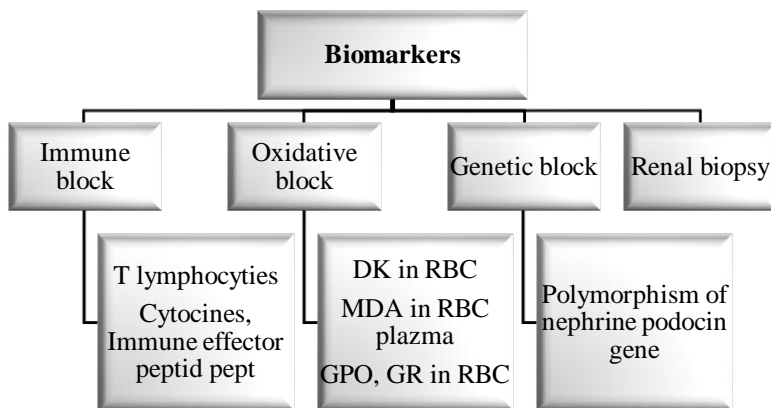 Biomarkers
Immune
block
Oxidative
block
Genetic block
Renal biopsy
T lymphocyties
Cytocines,
Immune effector
peptid pept
DK in RBC
MDA in RBC
plasma
GPO, GR in RBC
Polymorphism of
nephrine podocin
gene